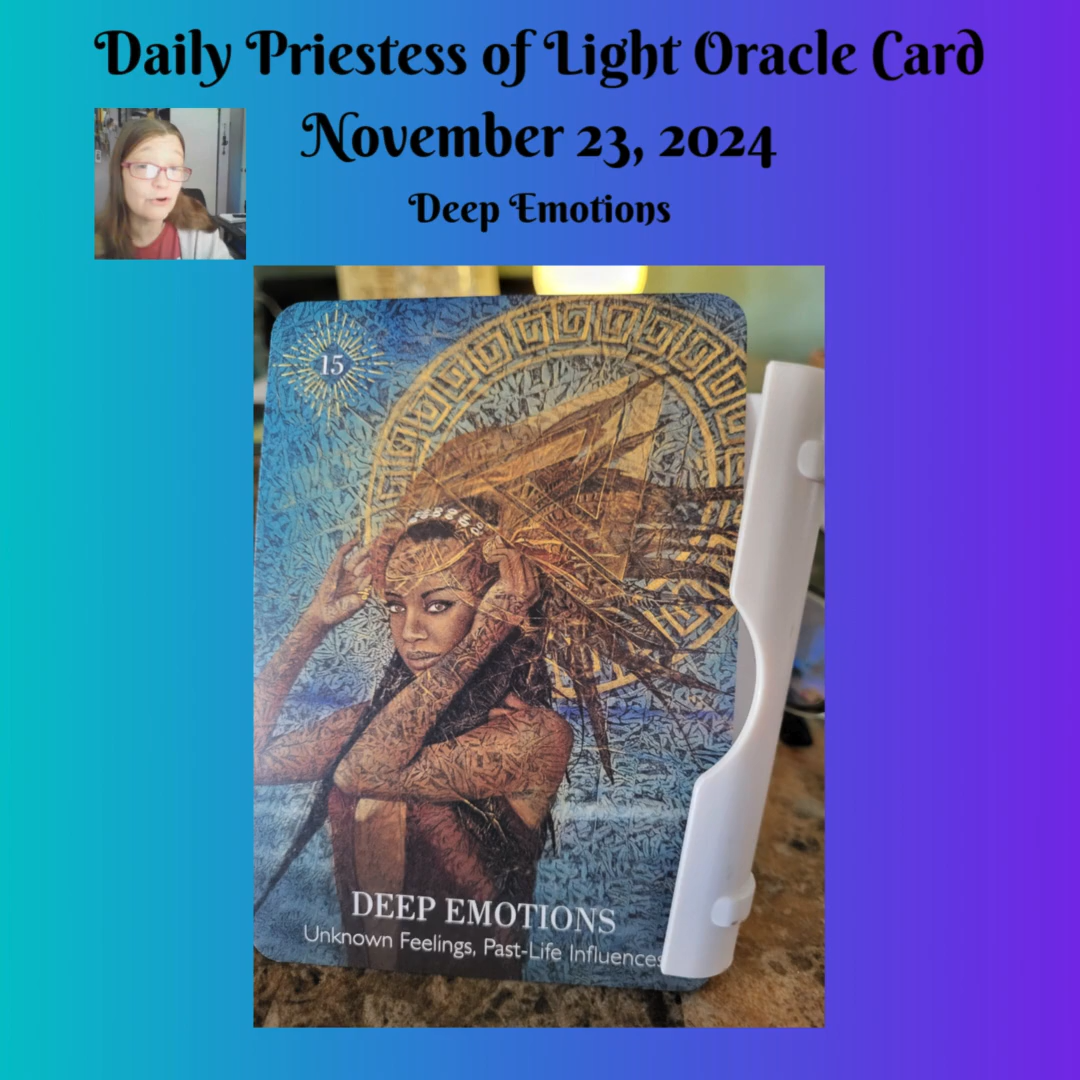 Daily Priestess of Light Oracle Card
November 23, 2024
Deep Emotions
15
DEEP EMOTIONS
Unknown Feelings, Past-Life Influences